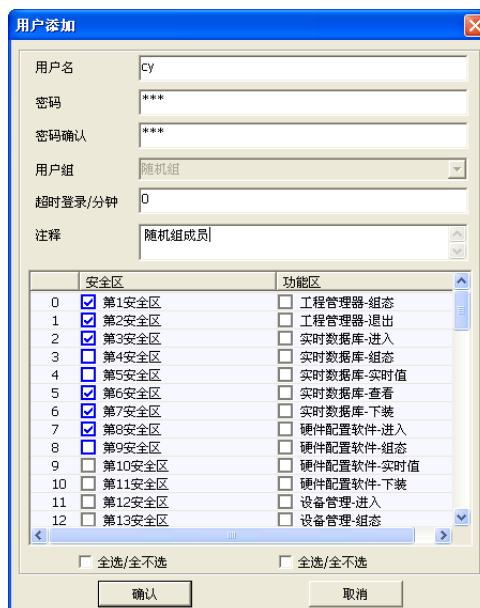 用户添加
用户名 cy
密码 ***
密码确认 ***
用户组 随机组
超时登录/分钟 0
注释 随机组成员
安全区 功能区
0 第1安全区 工程管理器-组态
1 第2安全区 工程管理器-退出
2 第3安全区 实时数据库-进入
3 第4安全区 实时数据库-组态
4 第5安全区 实时数据库-实时值
5 第6安全区 实时数据库-查看
6 第7安全区 实时数据库-下装
7 第8安全区 硬件配置软件-进入
8 第9安全区 硬件配置软件-组态
9 第10安全区 硬件配置软件-实时值
10 第11安全区 硬件配置软件-下装
11 第12安全区 设备管理-进入
12 第13安全区 设备管理-组态
全选/全不选 全选/全不选
确认 取消